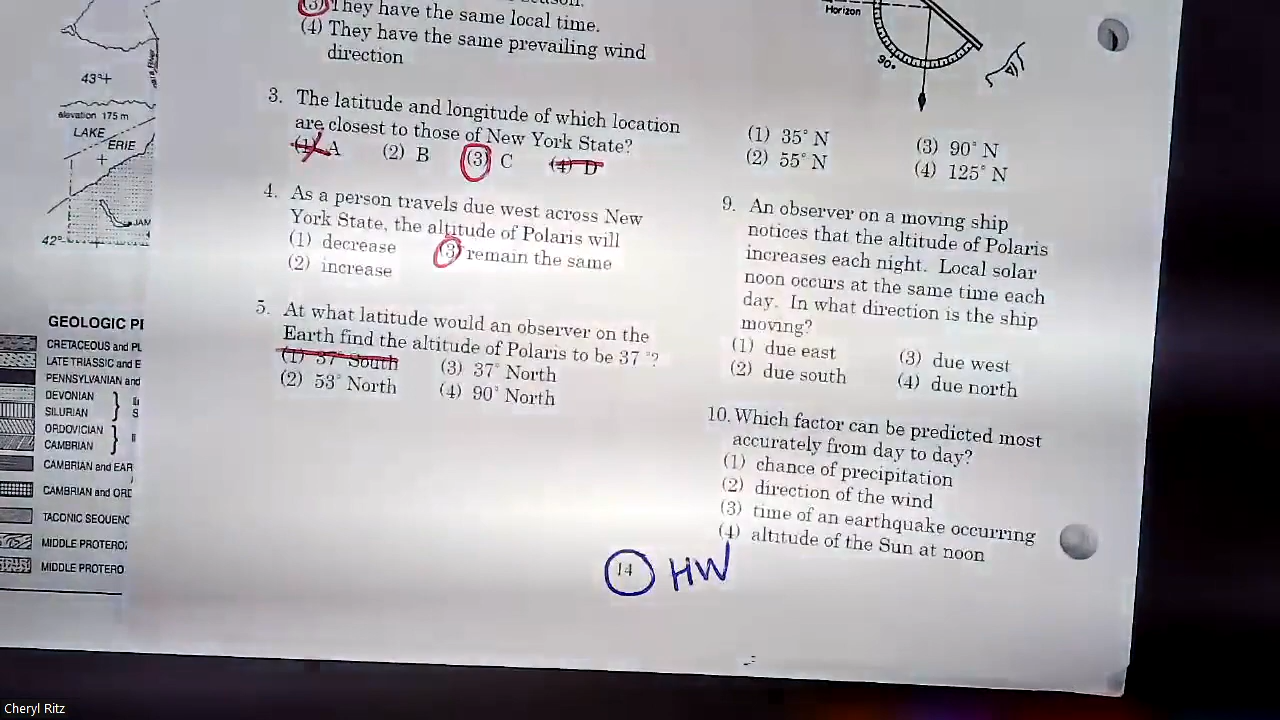 (3) They have the same local time.
(4) They have the same prevailing wind
direction
3. The latitude and longitude of which location
are closest to those of New York State?
(1) A (2) B (3) C (4) D
4. As a person travels due west across New
York State, the altitude of Polaris will
(1) decrease (3) remain the same
(2) increase
5. At what latitude would an observer on the
Earth find the altitude of Polaris to be 37 °?
(1) 37° South (3) 37° North
(2) 53° North (4) 90° North
Horizon
90°
(1) 35° N (3) 90° N
(2) 55° N (4) 125° N
9. An observer on a moving ship
notices that the altitude of Polaris
increases each night. Local solar
noon occurs at the same time each
day. In what direction is the ship
moving?
(1) due east (3) due west
(2) due south (4) due north
10. Which factor can be predicted most
accurately from day to day?
(1) chance of precipitation
(2) direction of the wind
(3) time of an earthquake occurring
(4) altitude of the Sun at noon
14 HW
43°
elevation 175 m
LAKE
ERIE
JAM
42°
GEOLOGIC PE
CRETACEOUS and PL
LATE TRIASSIC and E
PENNSYLVANIAN and
DEVONIAN
SILURIAN
ORDOVICIAN
CAMBRIAN
CAMBRIAN and EAR
CAMBRIAN and ORD
TACONIC SEQUENC
MIDDLE PROTEROZ
MIDDLE PROTERO
Cheryl Ritz